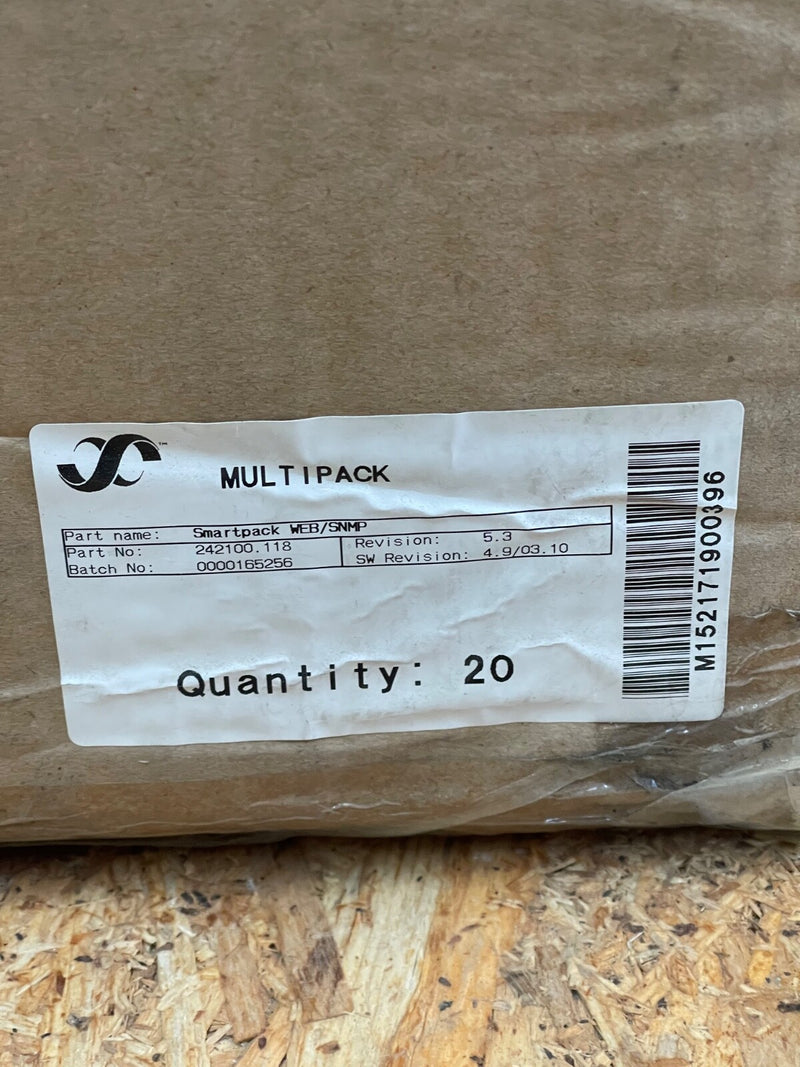 ™
MULTIPACK
Part name: Smartpack WEB/SNMP
Part No: 242100.118 Revision: 5.3
Batch No: 0000165256 SW Revision: 4.9/03.10
Quantity: 20
M152171900396